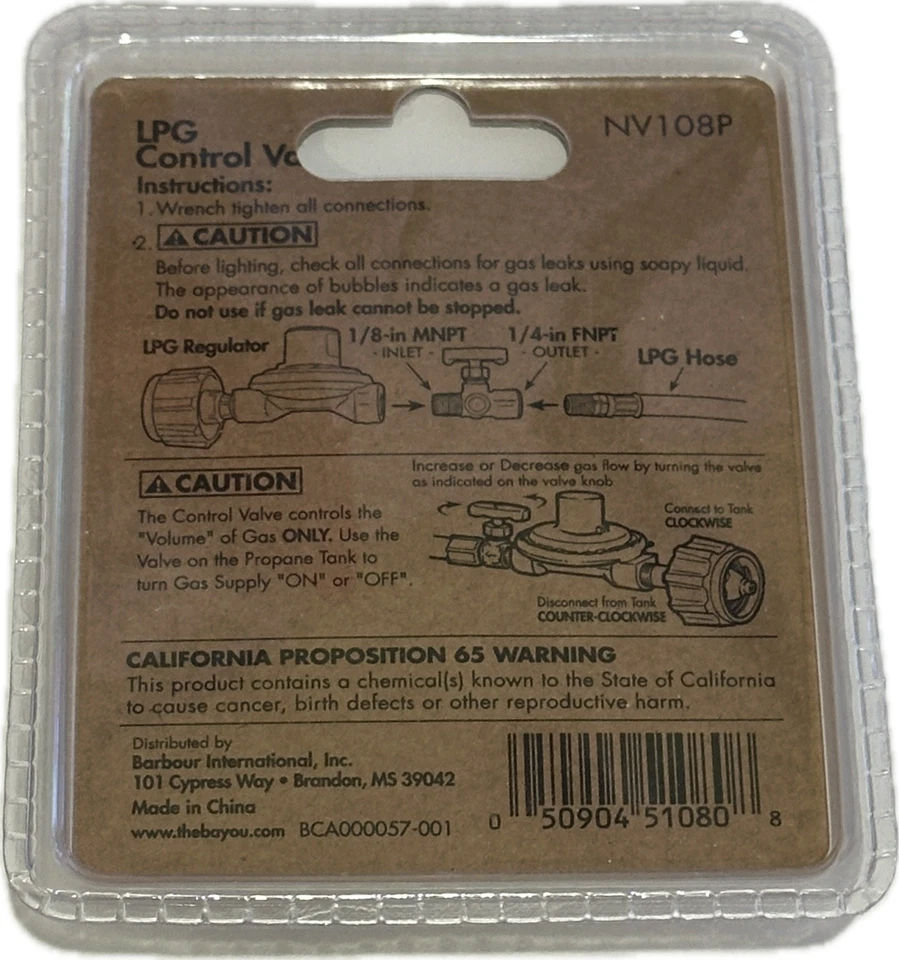 LPG
NV108P
Control Va
Instructions:
1. Wrench tighten all connections.
2. CAUTION
Before lighting, check all connections for gas leaks using soapy liquid.
The appearance of bubbles indicates a gas leak.
Do not use if gas leak cannot be stopped.
LPG Regulator
1/8-in MNPT
- INLET -
1/4-in FNPT
- OUTLET -
LPG Hose
CAUTION
The Control Valve controls the
"Volume" of Gas ONLY. Use the
Valve on the Propane Tank to
turn Gas Supply "ON" or "OFF".
Increase or Decrease gas flow by turning the valve
as indicated on the valve knob
Connect to Tank
CLOCKWISE
Disconnect from Tank
COUNTER-CLOCKWISE
CALIFORNIA PROPOSITION 65 WARNING
This product contains a chemical(s) known to the State of California
to cause cancer, birth defects or other reproductive harm.
Distributed by
Barbour International, Inc.
101 Cypress Way • Brandon, MS 39042
Made in China
www.thebayou.com BCA000057-001
0 50904 51080 8